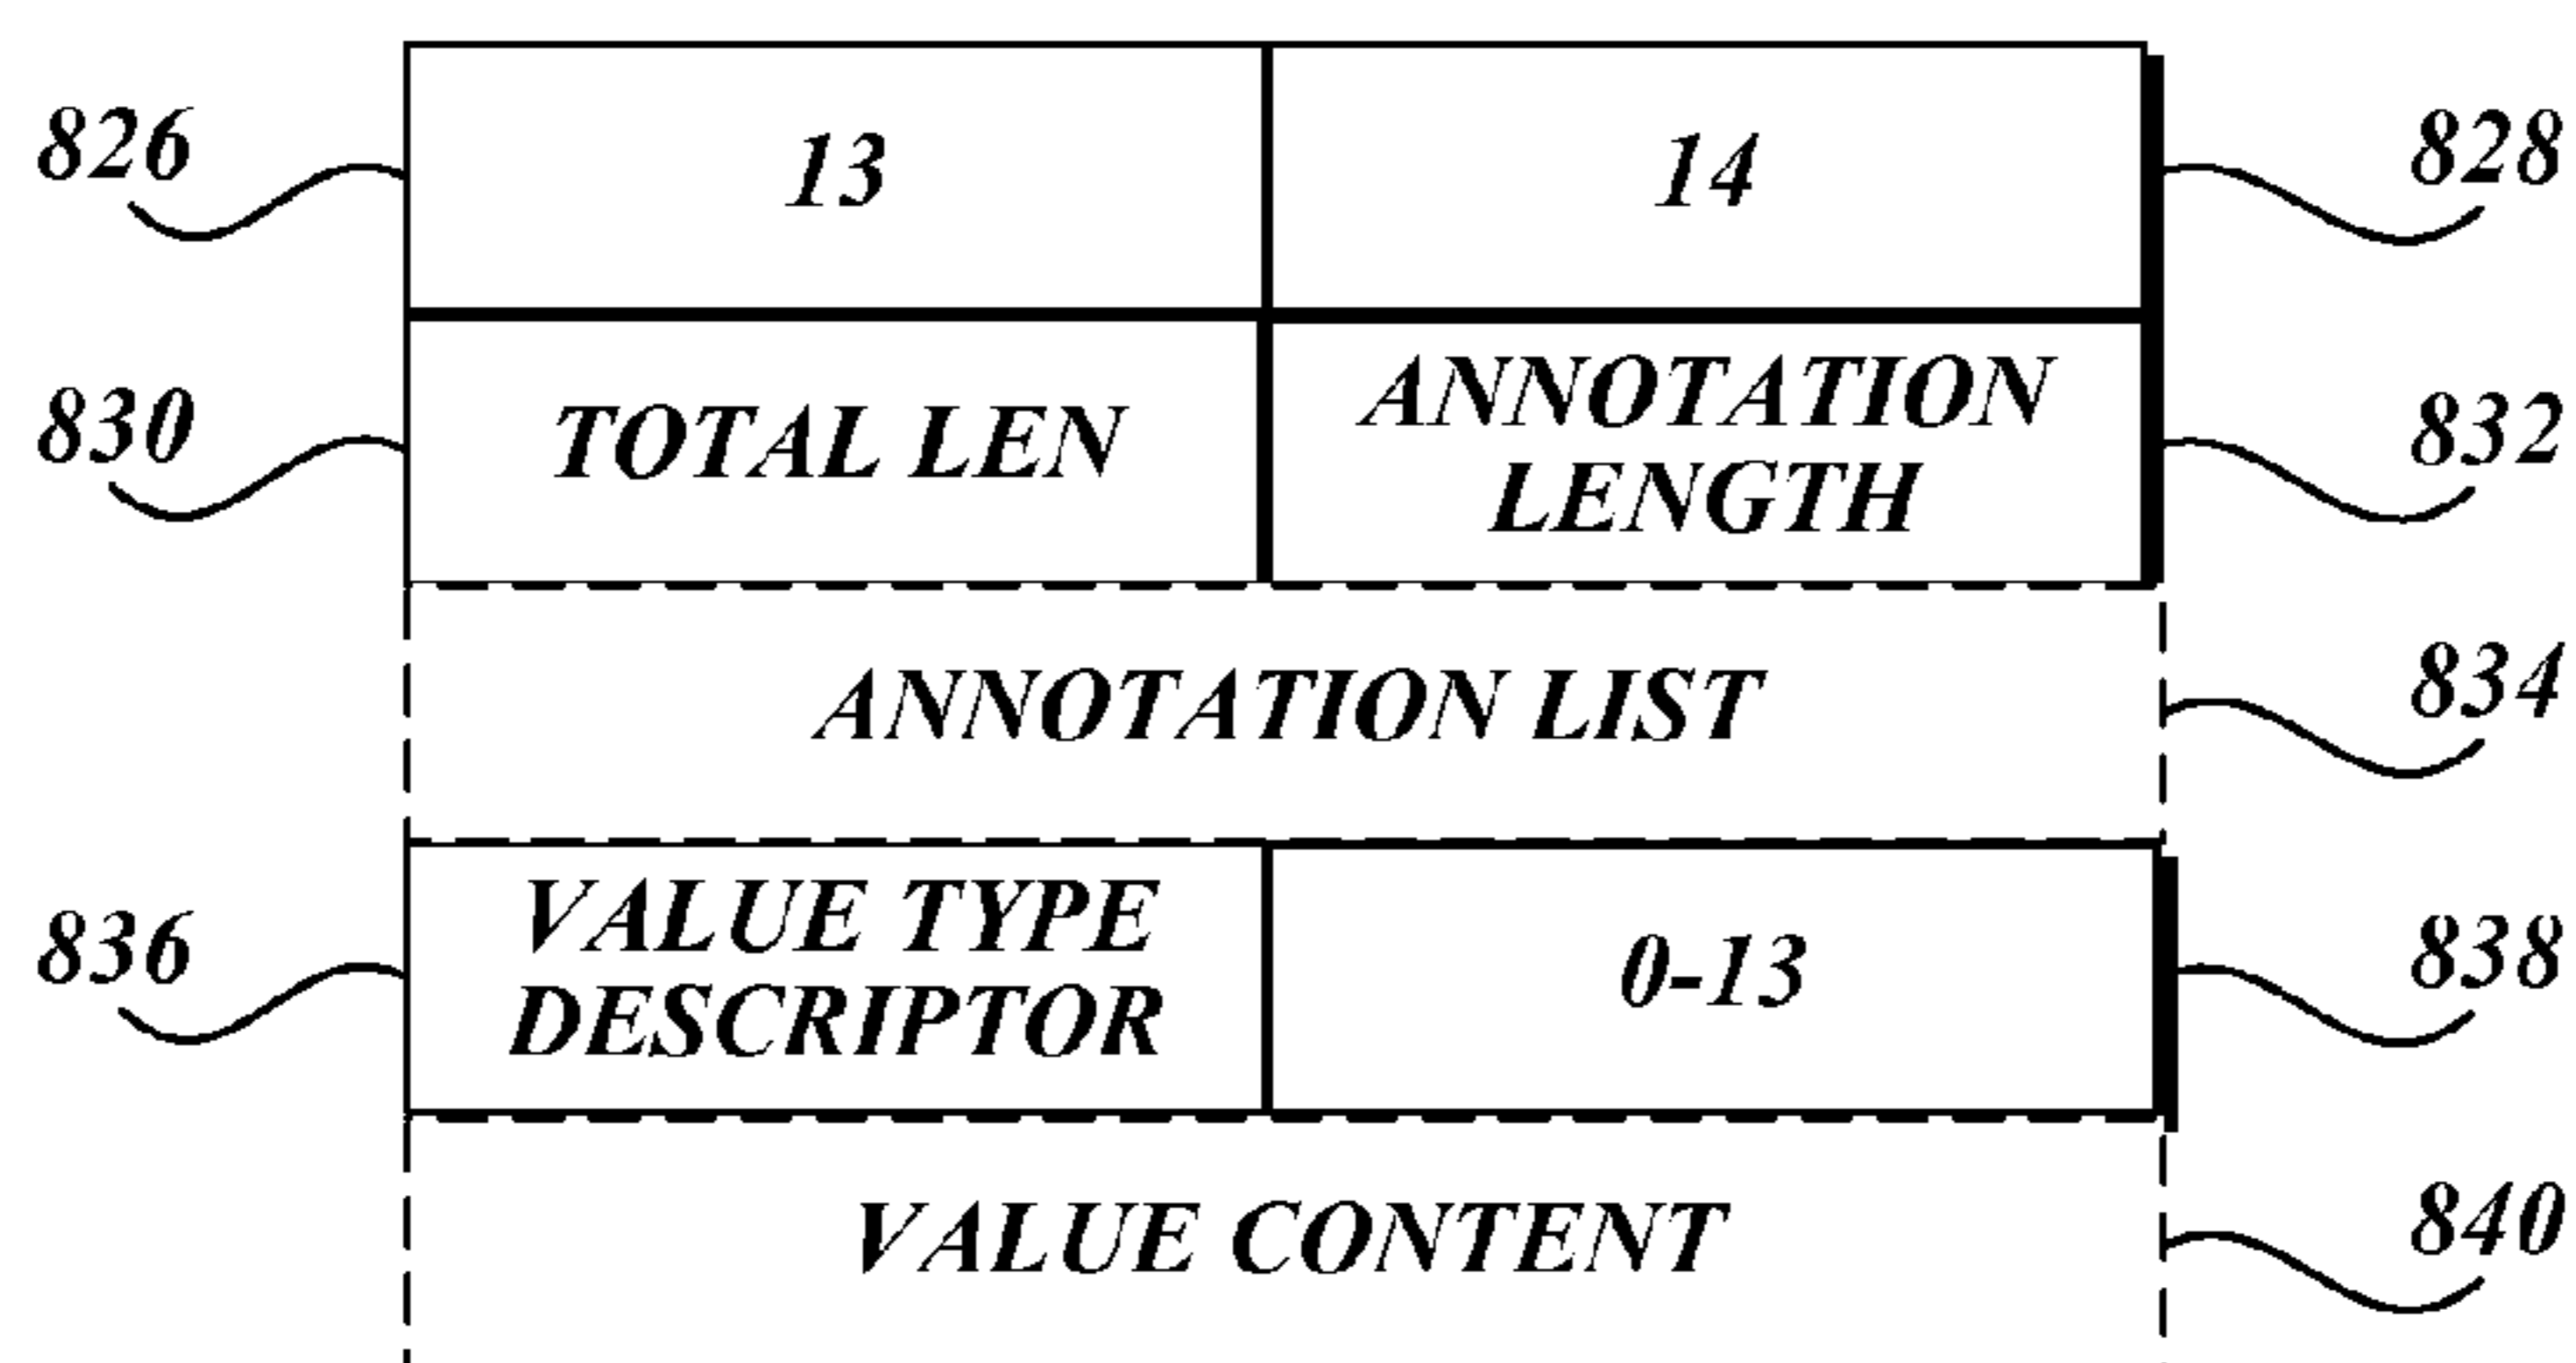 826 13 14 828
830 TOTAL LEN ANNOTATION LENGTH 832
ANNOTATION LIST 834
836 VALUE TYPE DESCRIPTOR 0-13 838
VALUE CONTENT 840